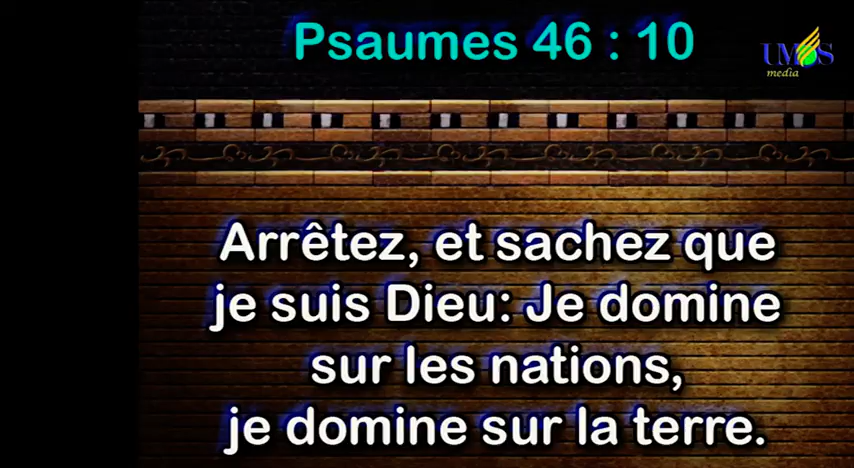 Psaumes 46 : 10
UMOS
media
Arrêtez, et sachez que
je suis Dieu: Je domine
sur les nations,
je domine sur la terre.